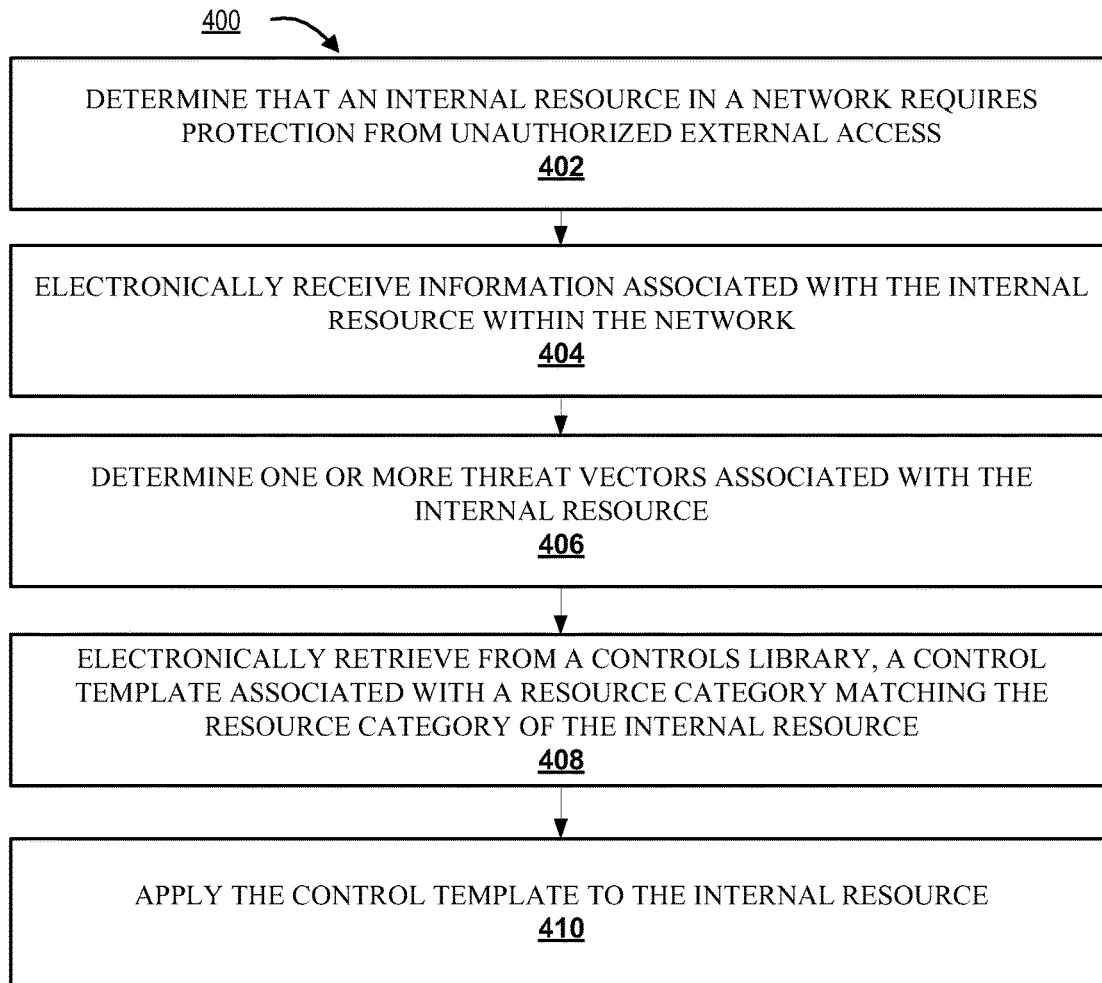 400
DETERMINE THAT AN INTERNAL RESOURCE IN A NETWORK REQUIRES
PROTECTION FROM UNAUTHORIZED EXTERNAL ACCESS
402
ELECTRONICALLY RECEIVE INFORMATION ASSOCIATED WITH THE INTERNAL
RESOURCE WITHIN THE NETWORK
404
DETERMINE ONE OR MORE THREAT VECTORS ASSOCIATED WITH THE
INTERNAL RESOURCE
406
ELECTRONICALLY RETRIEVE FROM A CONTROLS LIBRARY, A CONTROL
TEMPLATE ASSOCIATED WITH A RESOURCE CATEGORY MATCHING THE
RESOURCE CATEGORY OF THE INTERNAL RESOURCE
408
APPLY THE CONTROL TEMPLATE TO THE INTERNAL RESOURCE
410